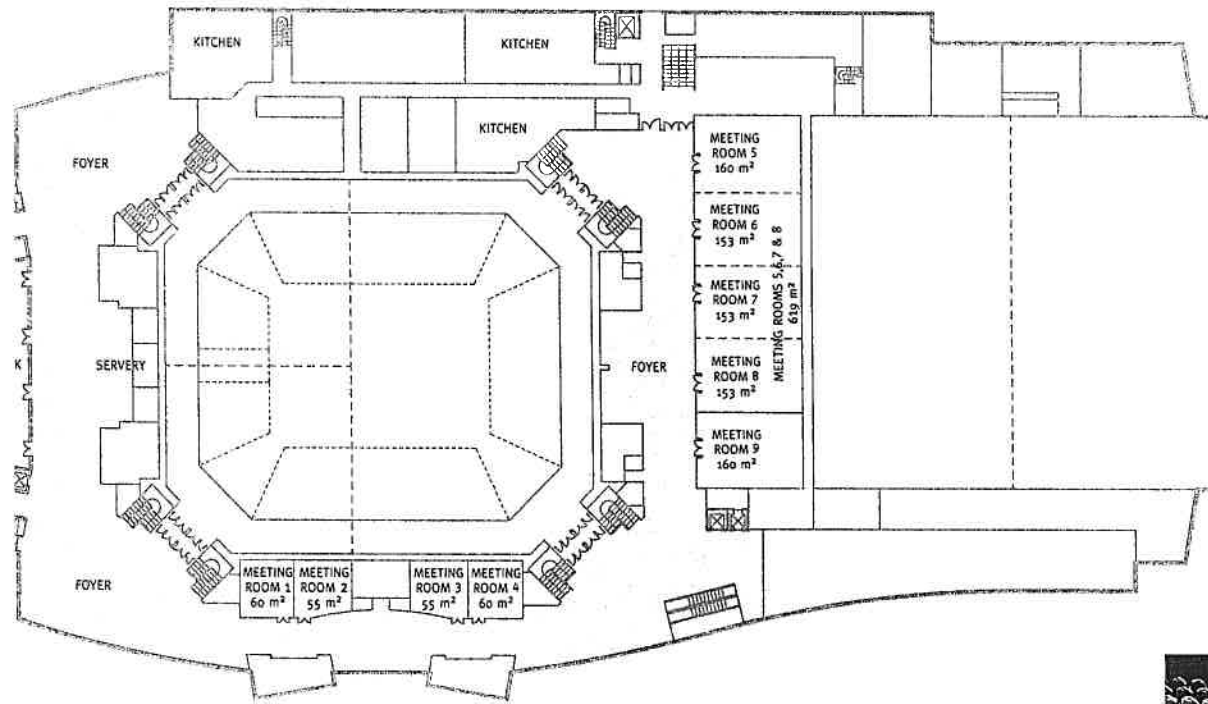 KITCHEN
KITCHEN
KITCHEN
FOYER
MEETING
ROOM 5
160 m²
MEETING
ROOM 6
153 m²
MEETING
ROOM 7
153 m²
MEETING
ROOM 8
153 m²
MEETING ROOMS 5,6,7 & 8
619 m²
K
SERVERY
FOYER
MEETING
ROOM 9
160 m²
FOYER
MEETING
ROOM 1
60 m²
MEETING
ROOM 2
55 m²
MEETING
ROOM 3
55 m²
MEETING
ROOM 4
60 m²